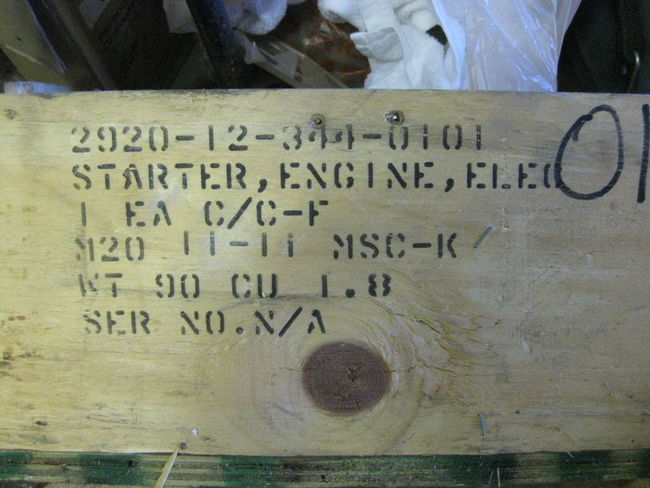 2920-12-344-0101
STARTER,ENGINE,ELEC
1 EA C/C-F
M20 11-11 MSC-K
WT 90 CU 1.8
SER NO.N/A
01